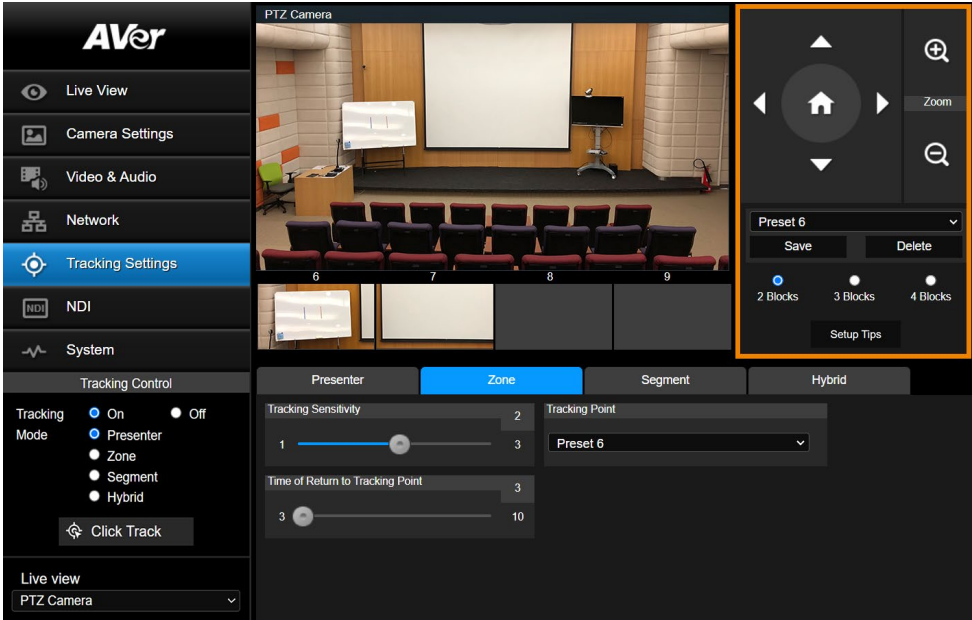 AVer
Live View
Camera Settings
Video & Audio
Network
Tracking Settings
NDI NDI
System
Tracking Control
Tracking On Off
Mode Presenter
Zone
Segment
Hybrid
Click Track
Live view
PTZ Camera
PTZ Camera
6 7 8 9
Zoom
Preset 6
Save Delete
2 Blocks 3 Blocks 4 Blocks
Setup Tips
Presenter Zone Segment Hybrid
Tracking Sensitivity 2
1 3
Tracking Point
Preset 6
Time of Return to Tracking Point 3
3 10